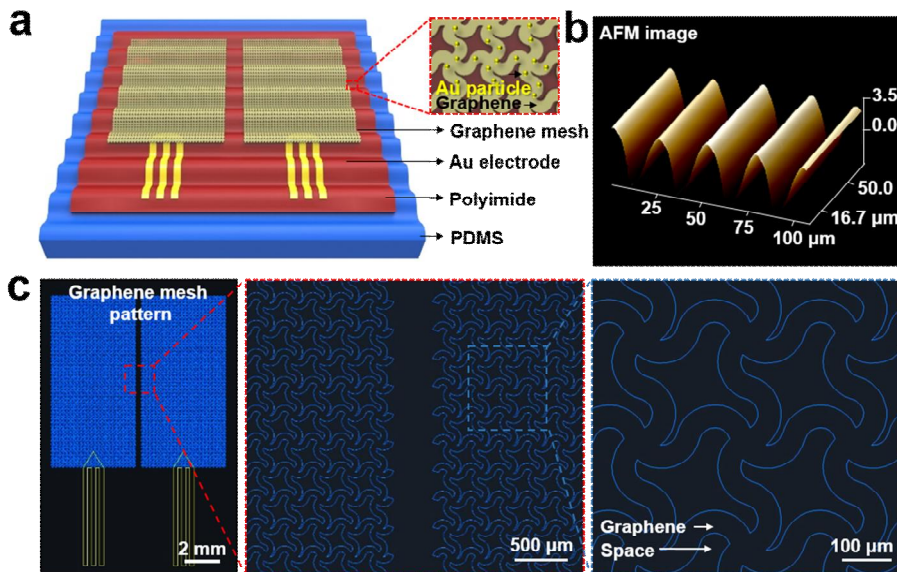 a
Au particle
Graphene
Graphene mesh
Au electrode
Polyimide
PDMS
b
AFM image
3.5
0.0
50.0
16.7 µm
25
50
75
100 µm
c
Graphene mesh
pattern
2 mm
500 µm
Graphene
Space
100 µm